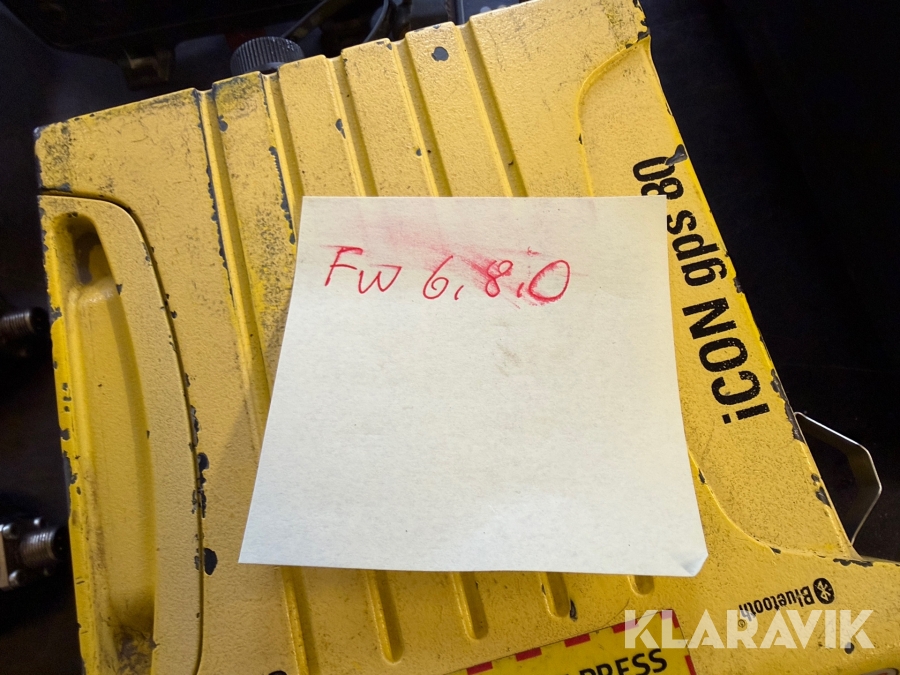 Fw 6,8,0
iCON gps 80
Bluetooth®
PRESS
KLARAVIK